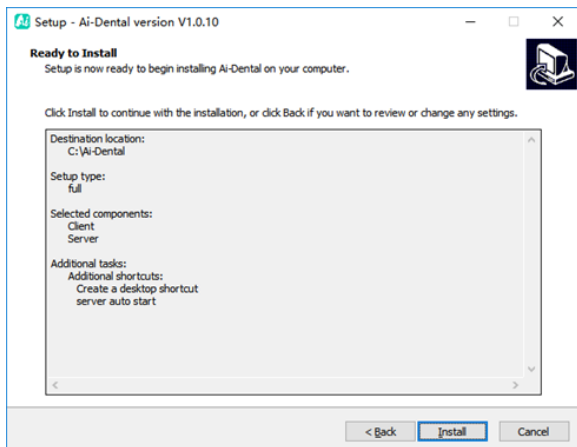 Ai Setup - Ai-Dental version V1.0.10
Ready to Install
Setup is now ready to begin installing Ai-Dental on your computer.
Click Install to continue with the installation, or click Back if you want to review or change any settings.
Destination location:
C:\Ai-Dental
Setup type:
full
Selected components:
Client
Server
Additional tasks:
Additional shortcuts:
Create a desktop shortcut
server auto start
< Back
Install
Cancel